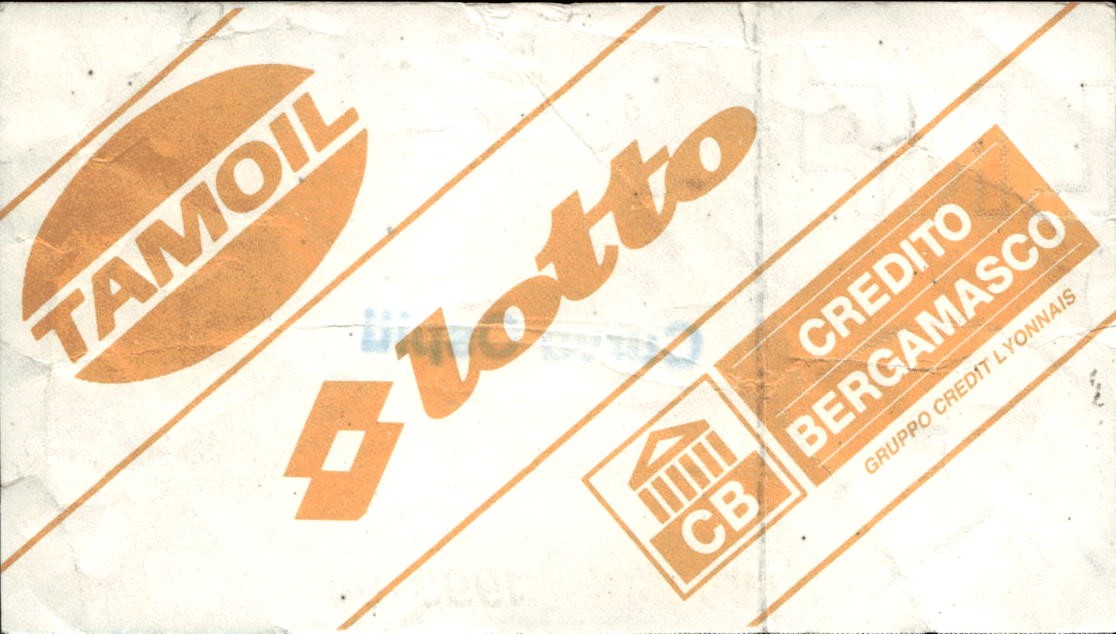 TAMOIL
lotto
CREDITO
BERGAMASCO
GRUPPO CREDIT LYONNAIS
CB